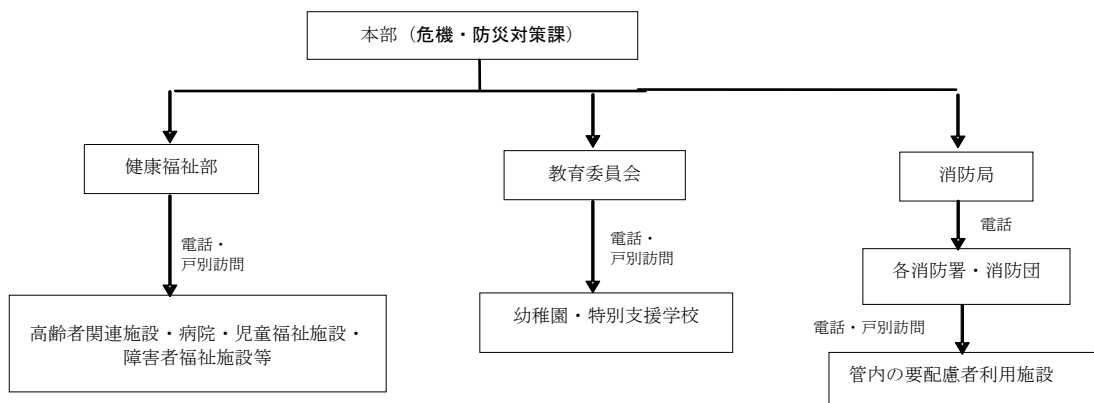 本部（危機・防災対策課）
健康福祉部
教育委員会
消防局
電話・
戸別訪問
電話・
戸別訪問
電話
各消防署・消防団
高齢者関連施設・病院・児童福祉施設・
障害者福祉施設等
幼稚園・特別支援学校
電話・戸別訪問
管内の要配慮者利用施設